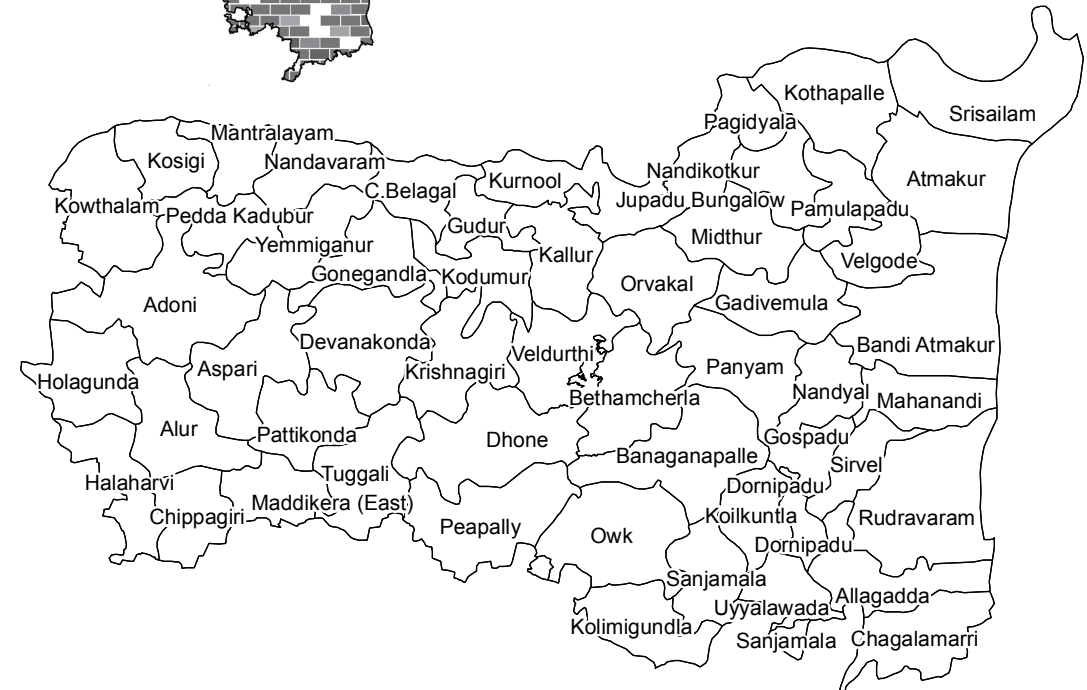 Kothapalle
Srisailam
Pagidyala
Mantralayam
Kosigi
Nandavaram
Nandikotkur
Atmakur
Kurnool
C.Belagal
Jupadu Bungalow
Kowthalam
Pedda Kadubur
Pamulapadu
Gudur
Midthur
Yemmiganur
Kallur
Velgode
Gonegandla
Kodumur
Orvakal
Adoni
Gadivemula
Devanakonda
Bandi Atmakur
Veldurthi
Aspari
Krishnagiri
Panyam
Holagunda
Nandyal
Bethamcherla
Mahanandi
Alur
Pattikonda
Dhone
Gospadu
Banaganapalle
Sirvel
Tuggali
Halaharvi
Dornipadu
Maddikera (East)
Chippagiri
Koilkuntla
Rudravaram
Peapally
Owk
Dornipadu
Sanjamala
Allagadda
Uyyalawada
Kolimigundla
Sanjamala
Chagalamarri